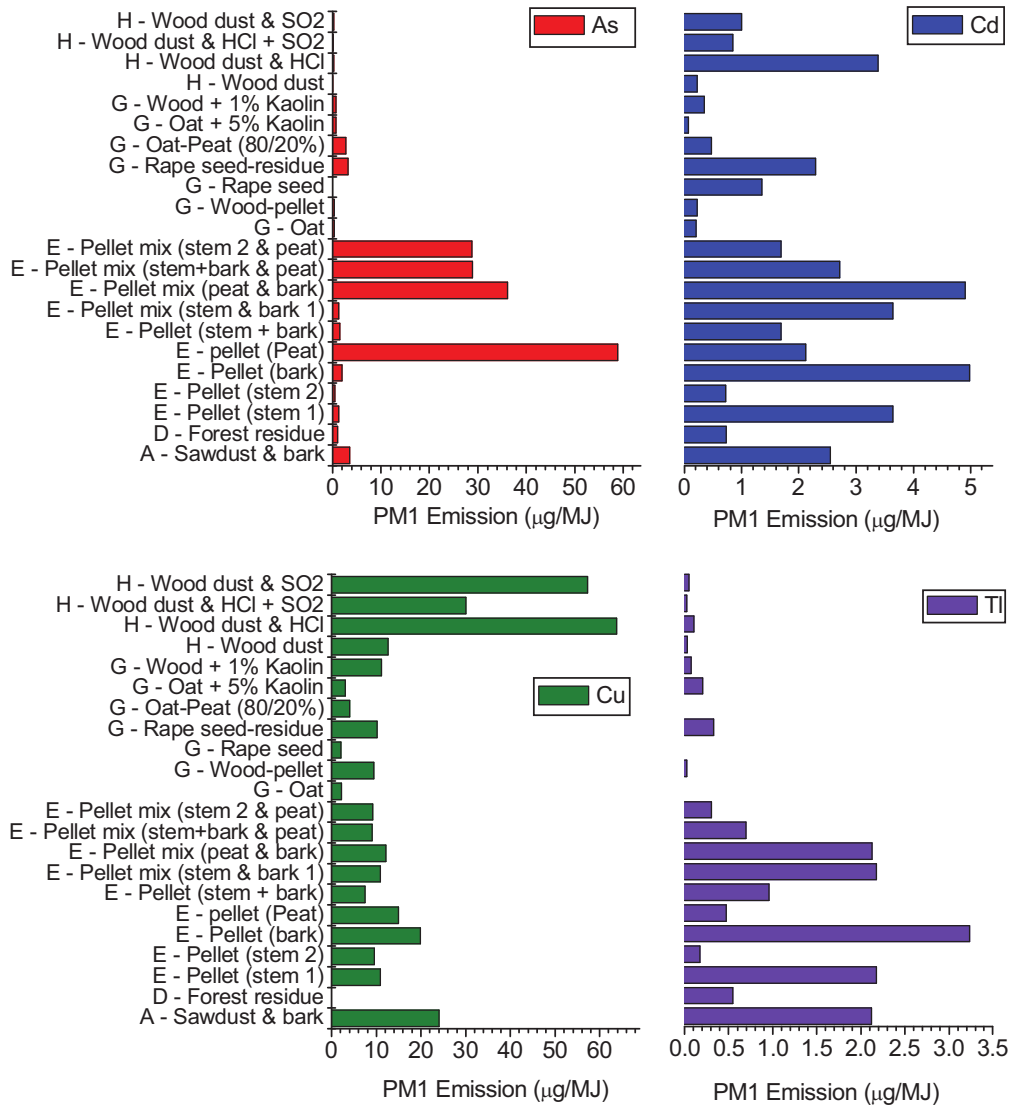 H - Wood dust & SO2
H - Wood dust & HCl + SO2
H - Wood dust & HCl
H - Wood dust
G - Wood + 1% Kaolin
G - Oat + 5% Kaolin
G - Oat-Peat (80/20%)
G - Rape seed-residue
G - Rape seed
G - Wood-pellet
G - Oat
E - Pellet mix (stem 2 & peat)
E - Pellet mix (stem+bark & peat)
E - Pellet mix (peat & bark)
E - Pellet mix (stem & bark 1)
E - Pellet (stem + bark)
E - pellet (Peat)
E - Pellet (bark)
E - Pellet (stem 2)
E - Pellet (stem 1)
D - Forest residue
A - Sawdust & bark
As
0 10 20 30 40 50 60
PM1 Emission (μg/MJ)
Cd
0 1 2 3 4 5
PM1 Emission (μg/MJ)
H - Wood dust & SO2
H - Wood dust & HCl + SO2
H - Wood dust & HCl
H - Wood dust
G - Wood + 1% Kaolin
G - Oat + 5% Kaolin
G - Oat-Peat (80/20%)
G - Rape seed-residue
G - Rape seed
G - Wood-pellet
G - Oat
E - Pellet mix (stem 2 & peat)
E - Pellet mix (stem+bark & peat)
E - Pellet mix (peat & bark)
E - Pellet mix (stem & bark 1)
E - Pellet (stem + bark)
E - pellet (Peat)
E - Pellet (bark)
E - Pellet (stem 2)
E - Pellet (stem 1)
D - Forest residue
A - Sawdust & bark
Cu
0 10 20 30 40 50 60
PM1 Emission (μg/MJ)
Tl
0.0 0.5 1.0 1.5 2.0 2.5 3.0 3.5
PM1 Emission (μg/MJ)